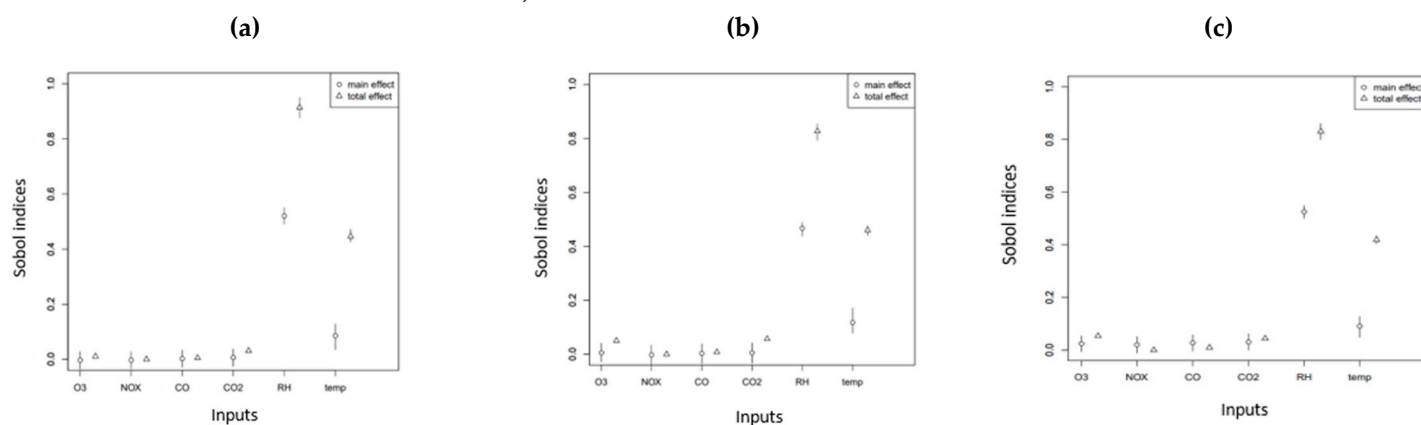 (a)
(b)
(c)
1.0
0.8
0.6
0.4
0.2
0.0
Sobol indices
main effect
total effect
O3 NOX CO CO2 RH temp
Inputs
1.0
0.8
0.6
0.4
0.2
0.0
Sobol indices
main effect
total effect
O3 NOX CO CO2 RH temp
Inputs
1.0
0.8
0.6
0.4
0.2
0.0
Sobol indices
main effect
total effect
O3 NOX CO CO2 RH temp
Inputs